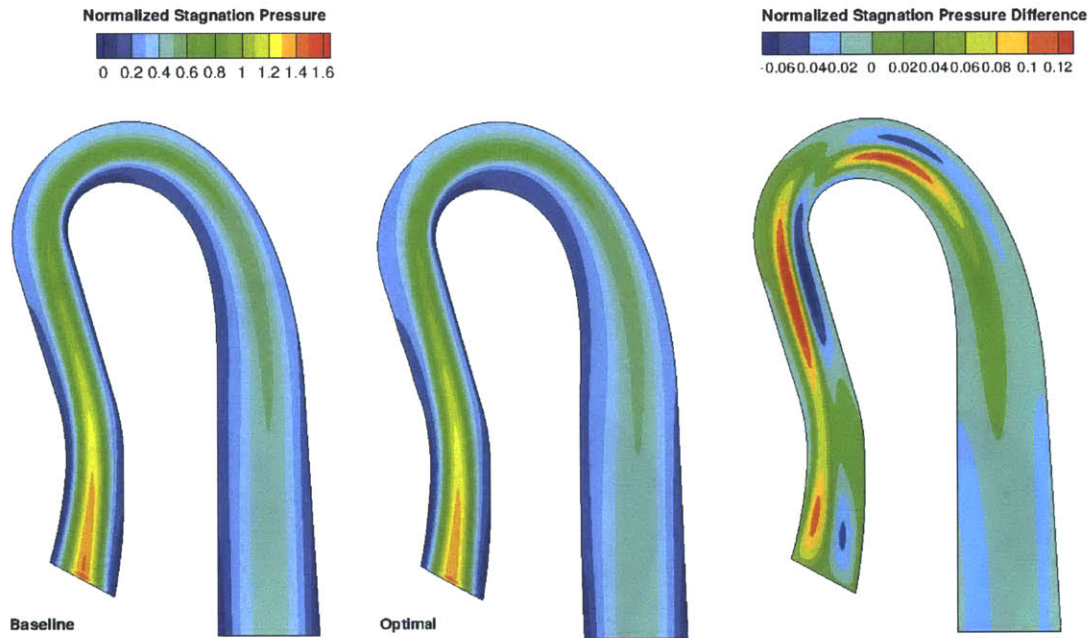 Normalized Stagnation Pressure
0 0.2 0.4 0.6 0.8 1 1.2 1.4 1.6
Normalized Stagnation Pressure Difference
-0.06 0.04 -0.02 0 0.02 0.04 0.06 0.08 0.1 0.12
Baseline
Optimal